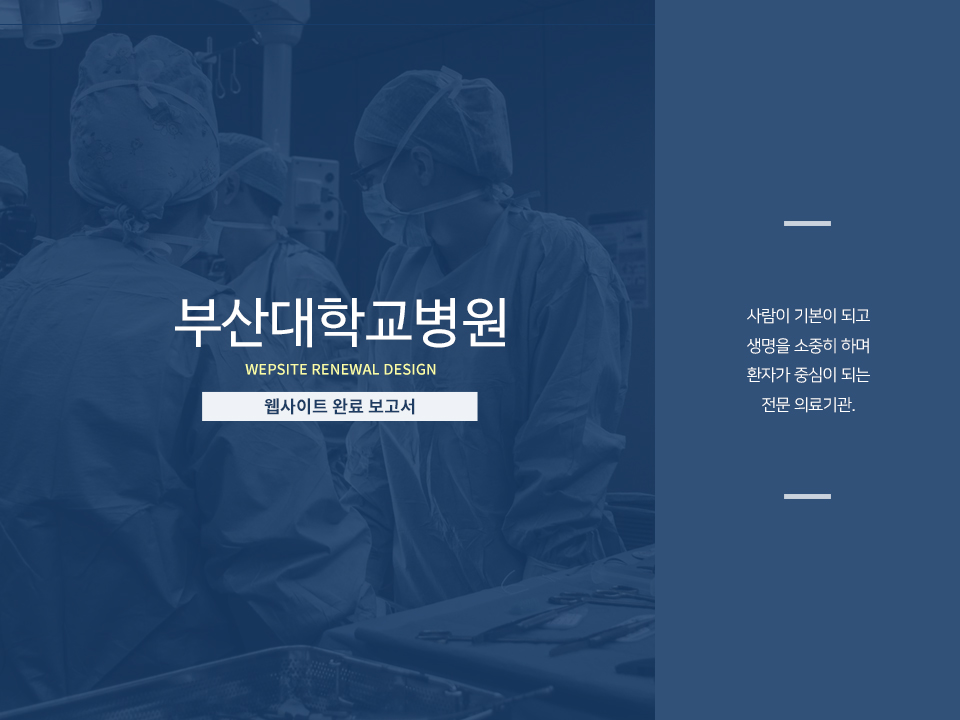 부산대학교병원
WEPSITE RENEWAL DESIGN
웹사이트 완료 보고서
사람이 기본이 되고
생명을 소중히 하며
환자가 중심이 되는
전문 의료기관.